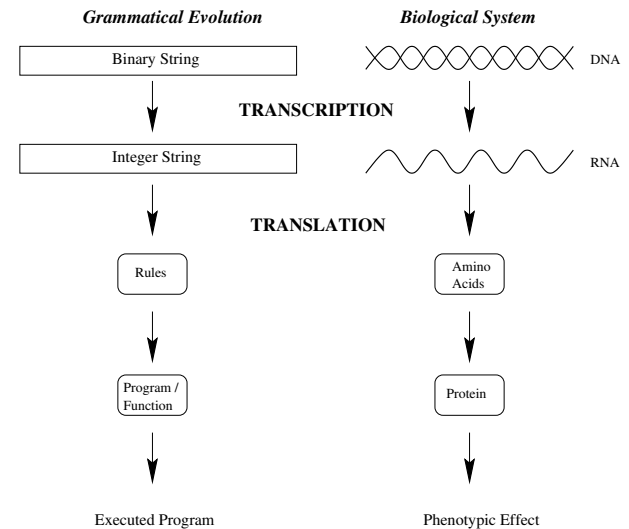 Grammatical Evolution
Biological System
Binary String
DNA
TRANSCRIPTION
Integer String
RNA
TRANSLATION
Rules
Amino
Acids
Program /
Function
Protein
Executed Program
Phenotypic Effect